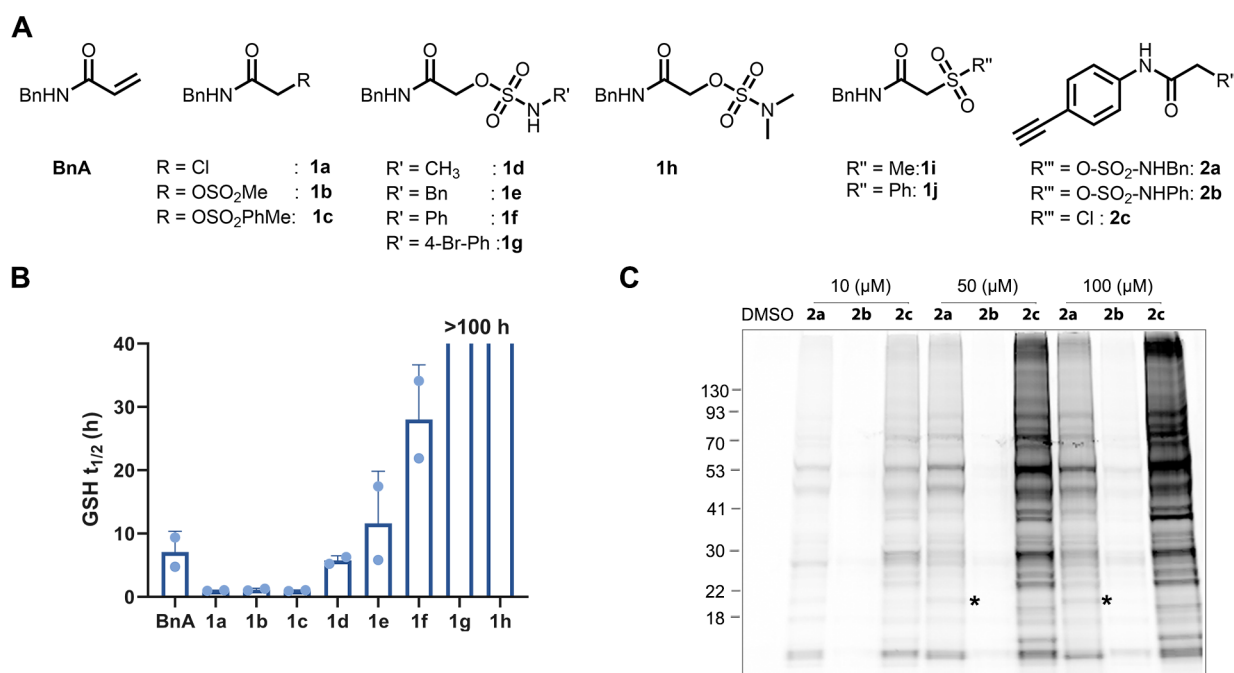 A
O
BnHN
BnA
O
BnHN R
R = Cl : 1a
R = OSO₂Me : 1b
R = OSO₂PhMe: 1c
O
BnHN O O
S R'
O N
H
R' = CH₃ : 1d
R' = Bn : 1e
R' = Ph : 1f
R' = 4-Br-Ph :1g
O
BnHN O O
S
O N
1h
O O R''
BnHN S
O
R'' = Me:1i
R'' = Ph: 1j
H
N
O R'
R''' = O-SO₂-NHBn: 2a
R''' = O-SO₂-NHPh: 2b
R''' = Cl : 2c
B
GSH t1/2 (h)
40
30
20
10
0
>100 h
BnA 1a 1b 1c 1d 1e 1f 1g 1h
C
10 (µM) 50 (µM) 100 (µM)
DMSO 2a 2b 2c 2a 2b 2c 2a 2b 2c
130
93
70
53
41
30
22
18
* *